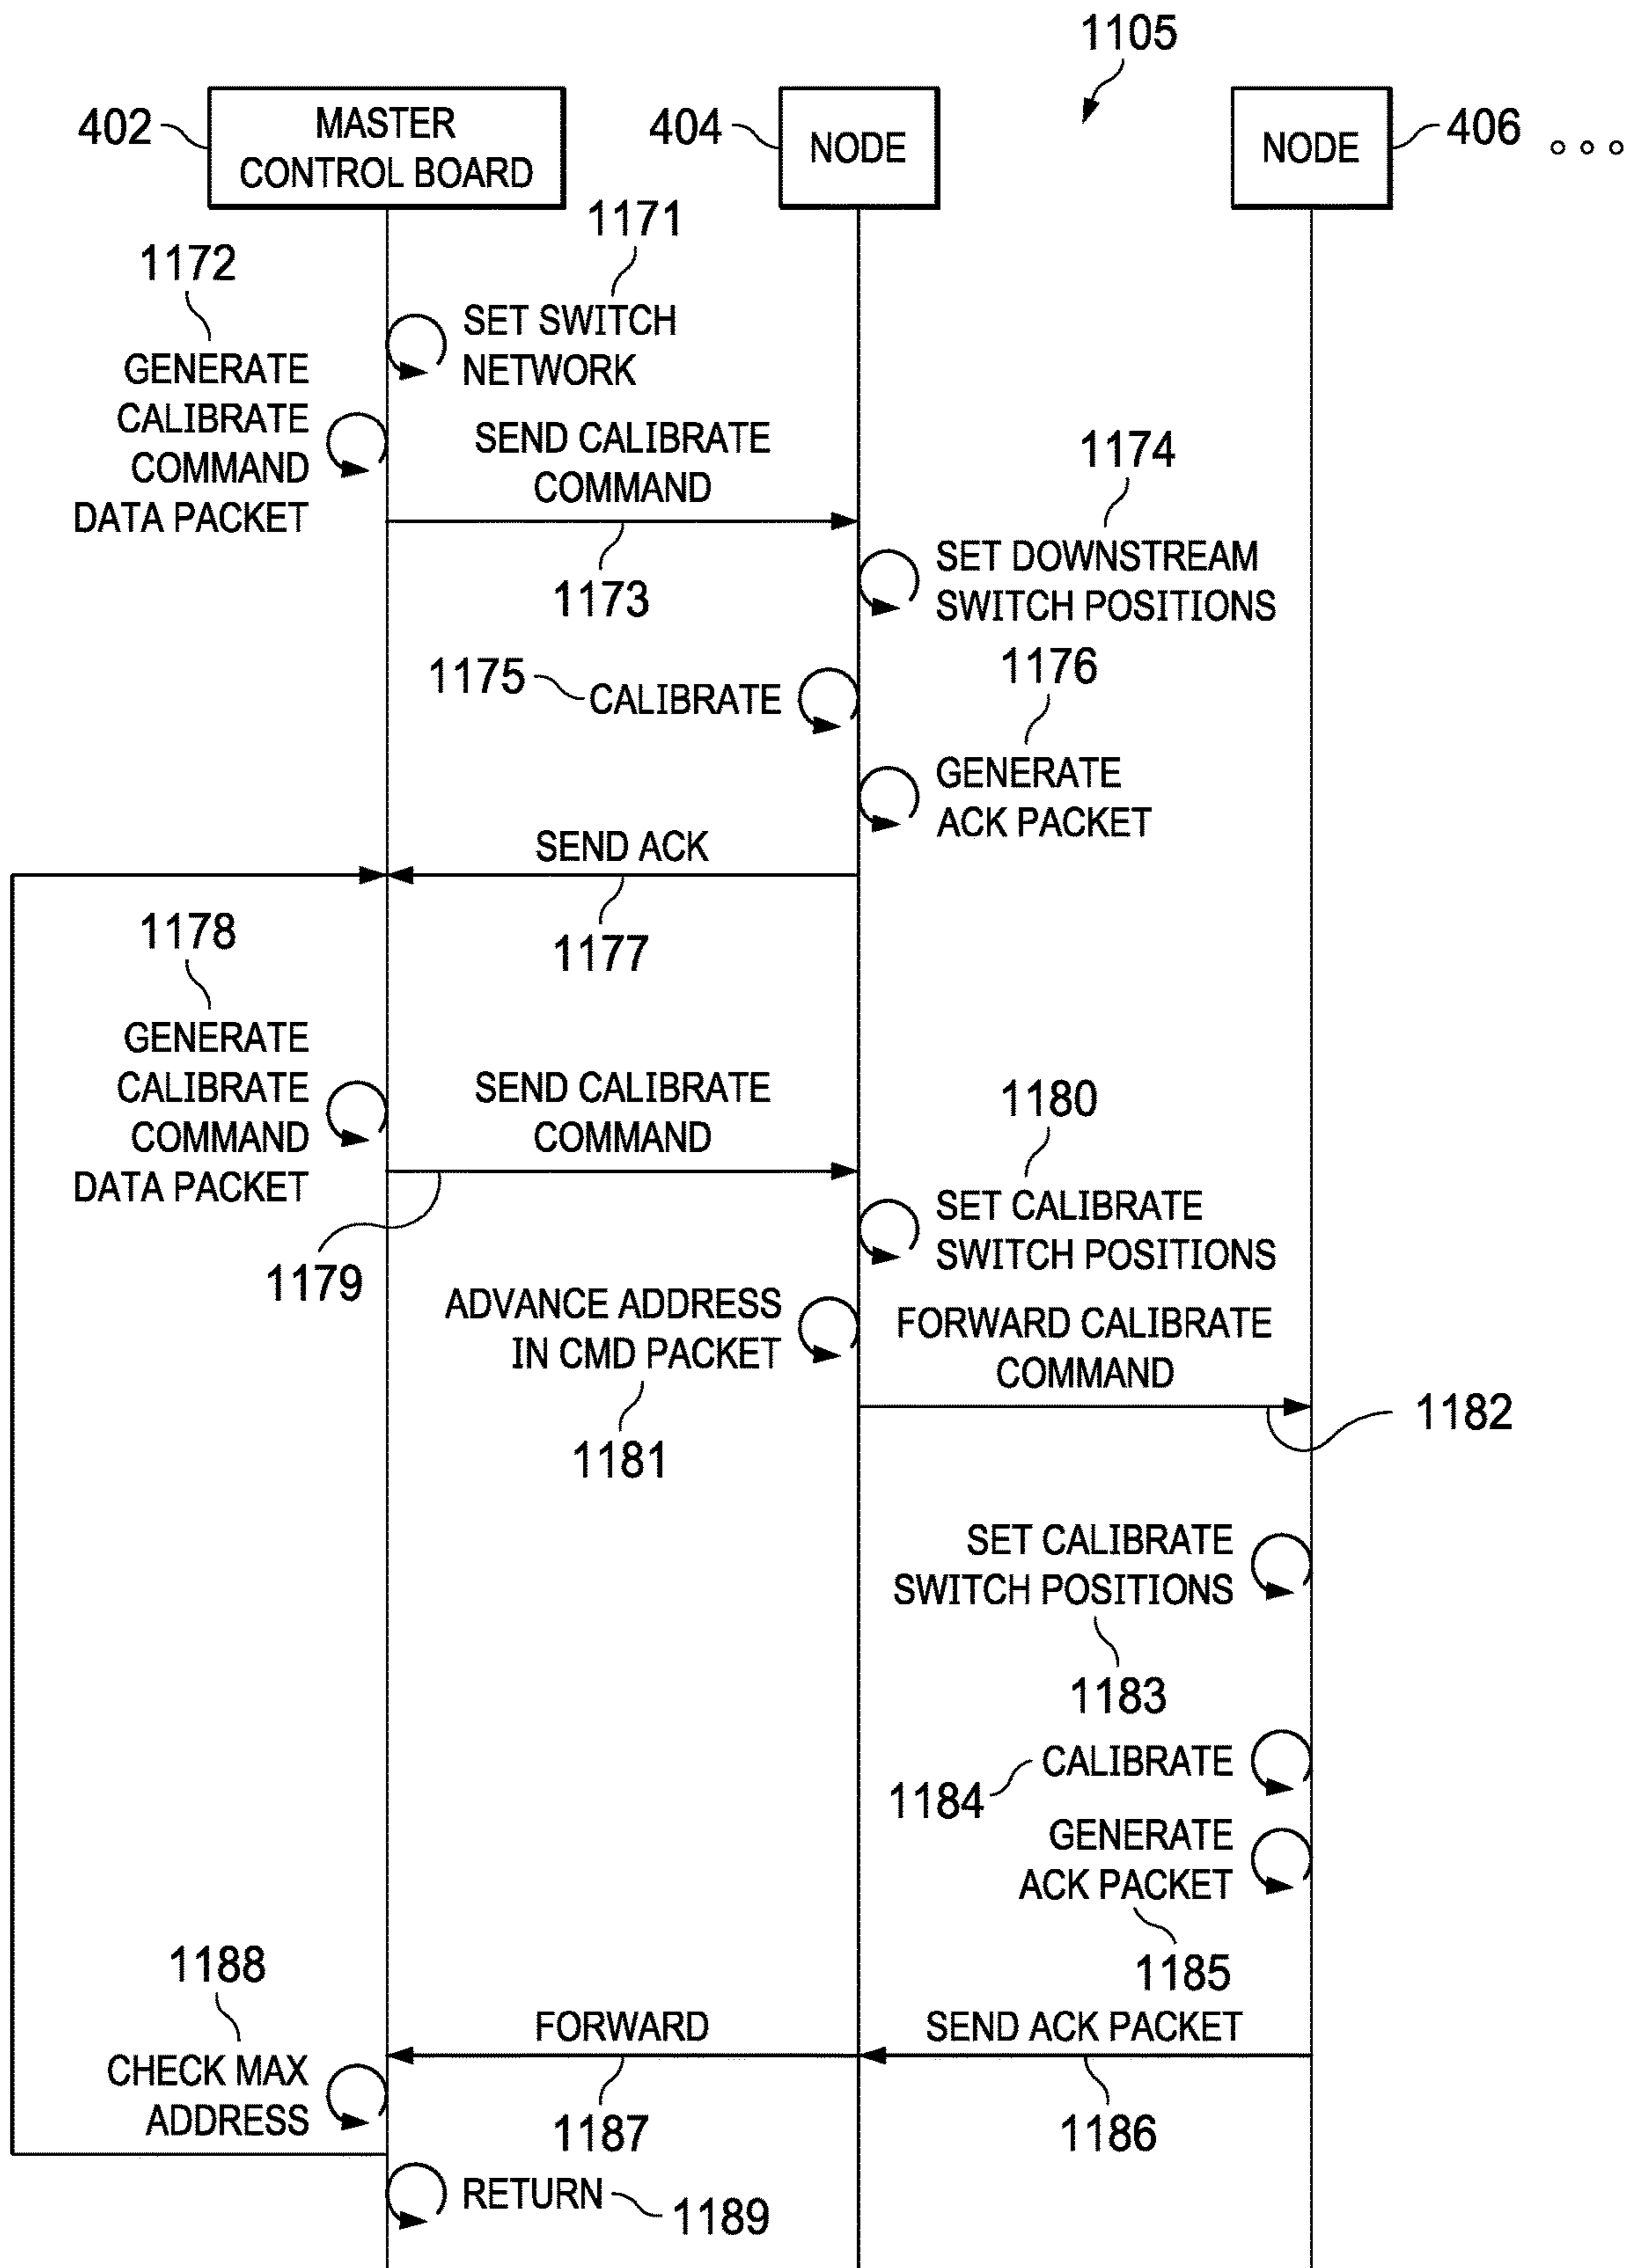 1105
402
MASTER
CONTROL BOARD
404
NODE
NODE
406
1171
1172
SET SWITCH
NETWORK
GENERATE
CALIBRATE
COMMAND
DATA PACKET
SEND CALIBRATE
COMMAND
1173
1174
SET DOWNSTREAM
SWITCH POSITIONS
1175
CALIBRATE
1176
GENERATE
ACK PACKET
SEND ACK
1177
1178
GENERATE
CALIBRATE
COMMAND
DATA PACKET
SEND CALIBRATE
COMMAND
1179
1180
SET CALIBRATE
SWITCH POSITIONS
ADVANCE ADDRESS
IN CMD PACKET
1181
FORWARD CALIBRATE
COMMAND
1182
SET CALIBRATE
SWITCH POSITIONS
1183
CALIBRATE
1184
GENERATE
ACK PACKET
1185
SEND ACK PACKET
1186
FORWARD
1187
1188
CHECK MAX
ADDRESS
RETURN
1189